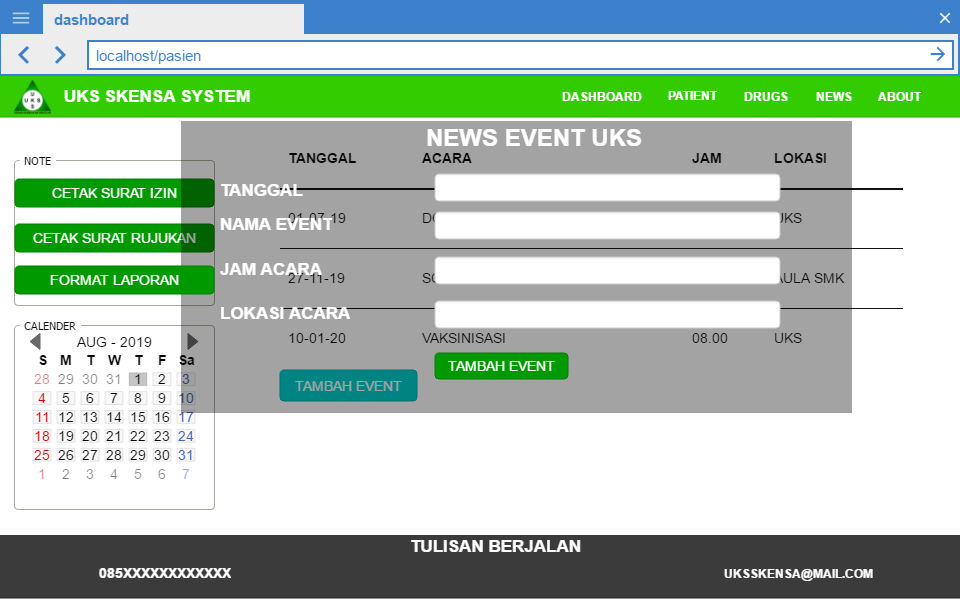 dashboard
localhost/pasien
UKS SKENSA SYSTEM
DASHBOARD PATIENT DRUGS NEWS ABOUT
NEWS EVENT UKS
TANGGAL ACARA JAM LOKASI
TANGGAL
01-07-19 UKS
NAMA EVENT
27-11-19 AULA SMK
JAM ACARA
LOKASI ACARA
10-01-20 VAKSINISASI 08.00 UKS
TAMBAH EVENT
TAMBAH EVENT
NOTE
CETAK SURAT IZIN
CETAK SURAT RUJUKAN
FORMAT LAPORAN
CALENDER
AUG - 2019
S M T W T F Sa
28 29 30 31 1 2 3
4 5 6 7 8 9 10
11 12 13 14 15 16 17
18 19 20 21 22 23 24
25 26 27 28 29 30 31
1 2 3 4 5 6 7
TULISAN BERJALAN
085XXXXXXXXXXXX
UKSSKENSA@MAIL.COM